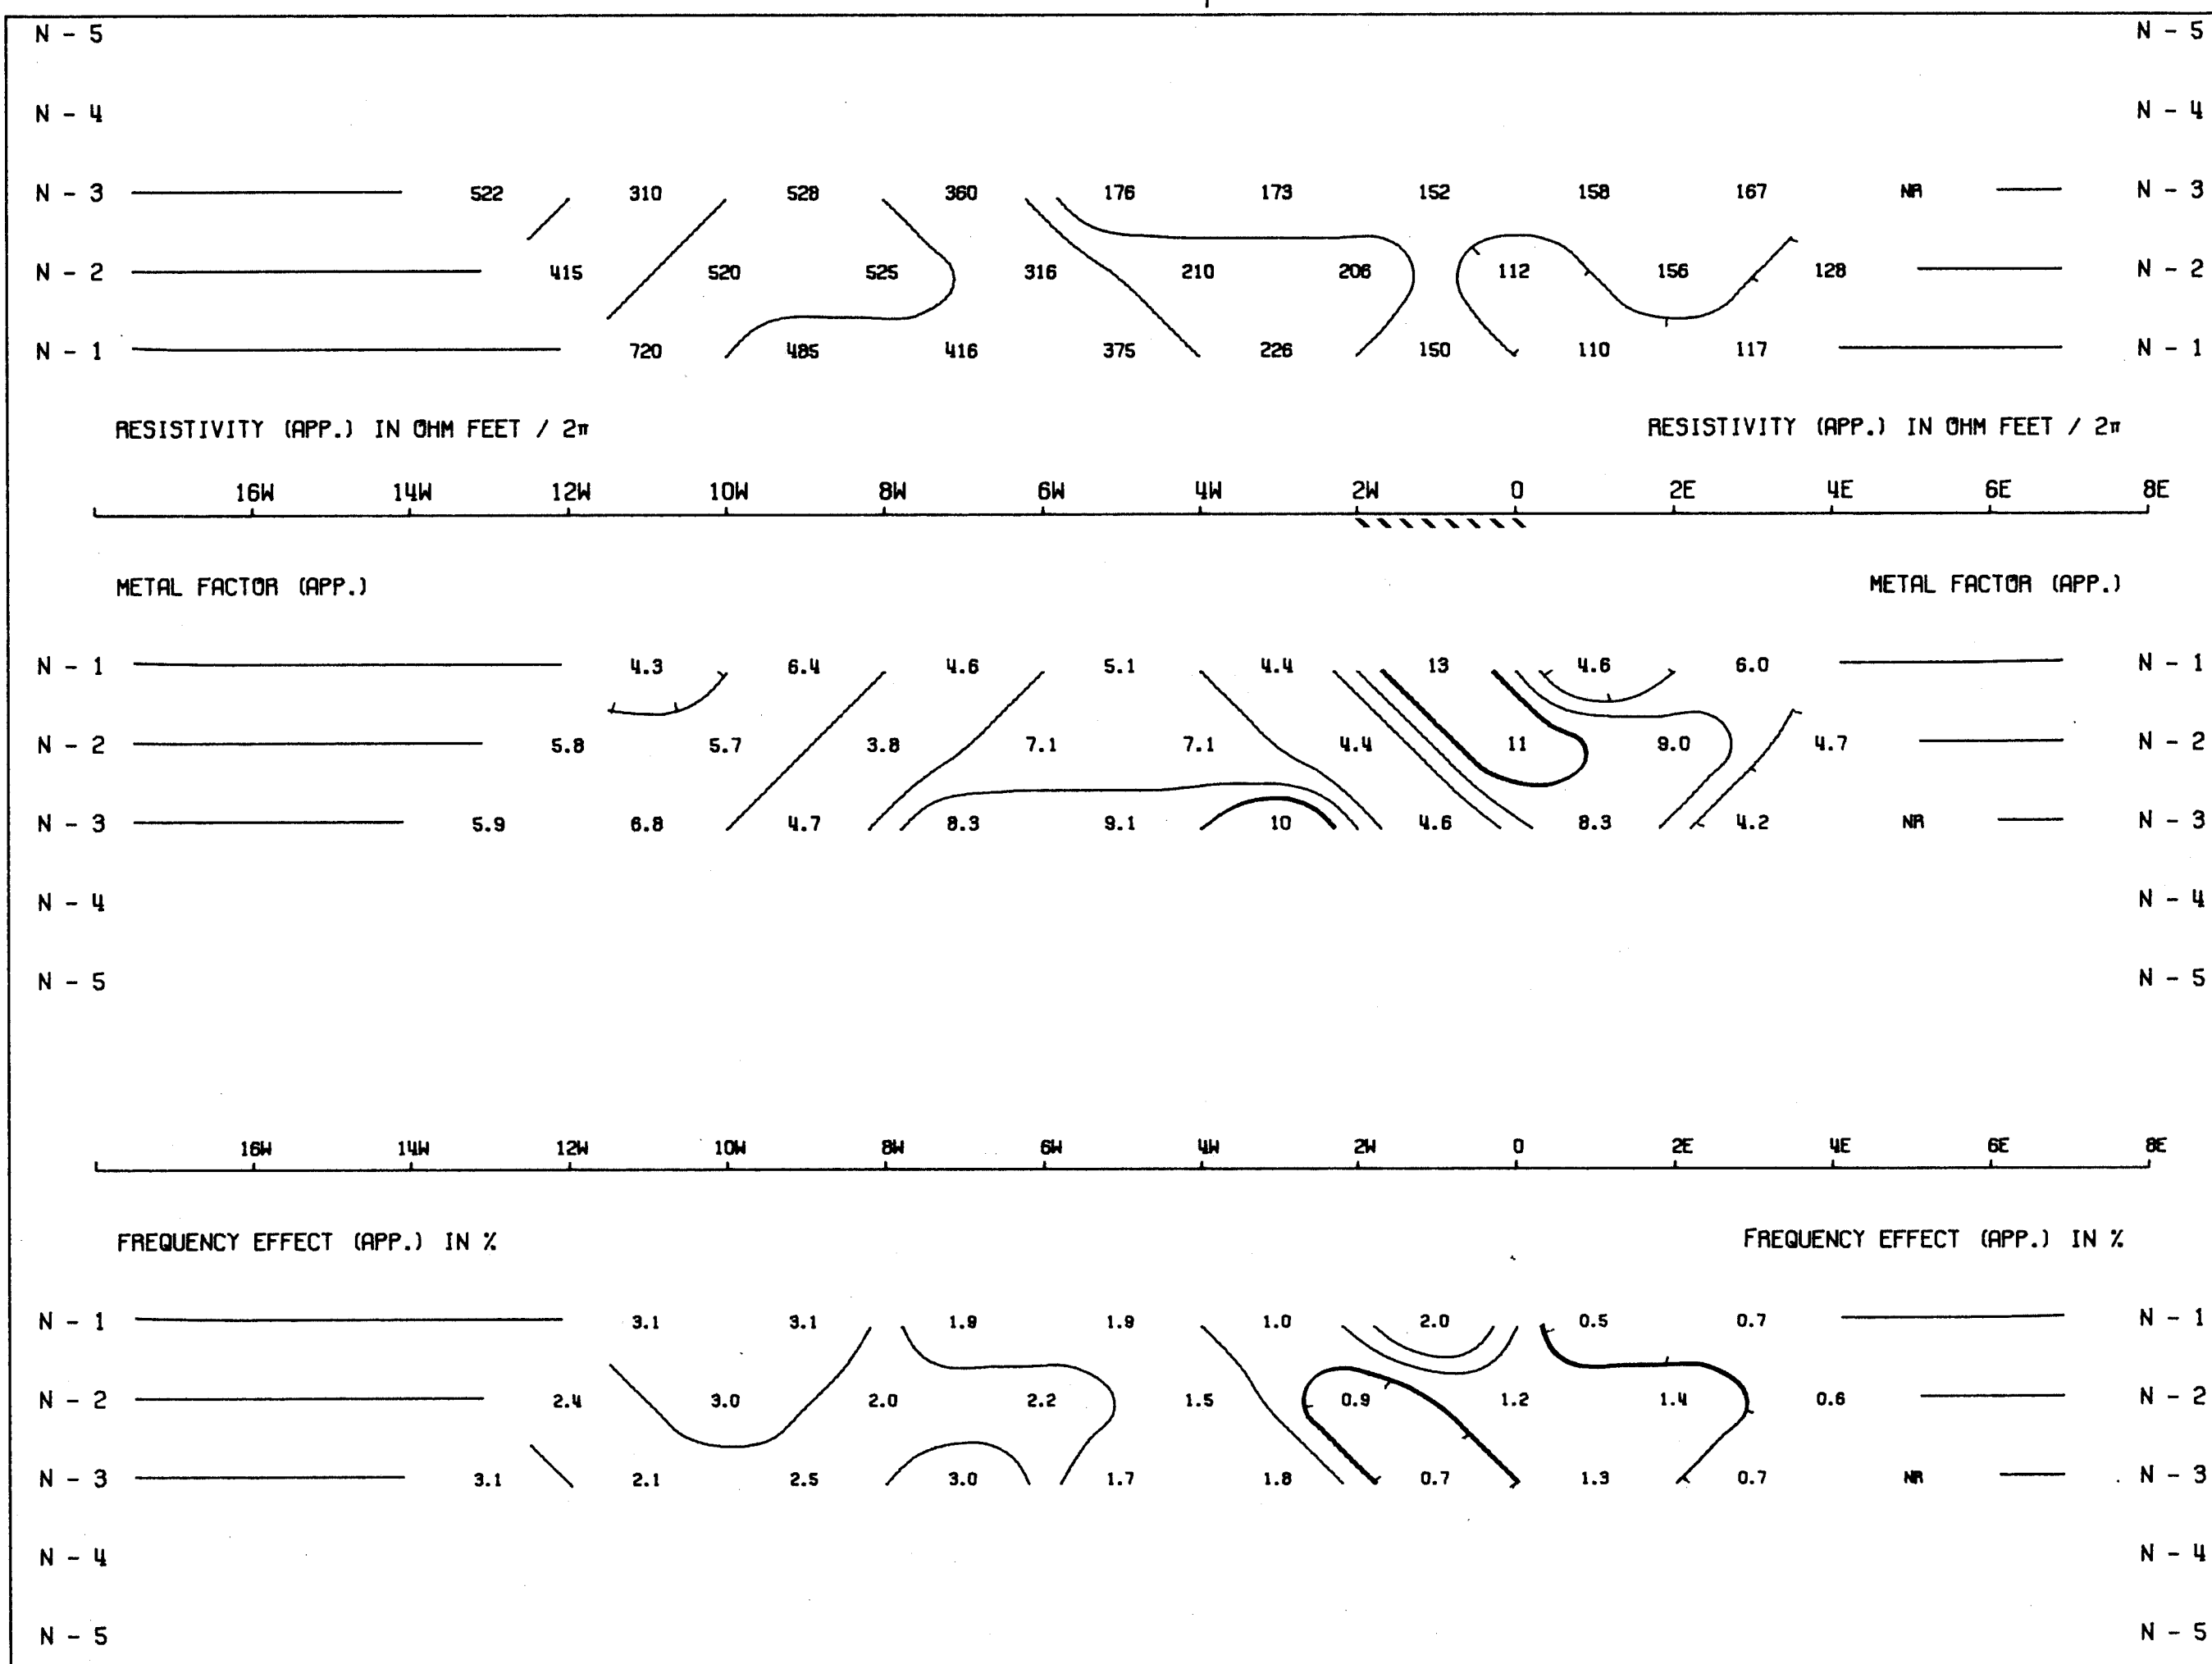 N - 5 N - 5
N - 4 N - 4
N - 3 522 310 528 360 176 173 152 158 167 NR N - 3
N - 2 415 520 525 316 210 206 112 156 128 N - 2
N - 1 720 485 416 375 226 150 110 117 N - 1
RESISTIVITY (APP.) IN OHM FEET / 2π RESISTIVITY (APP.) IN OHM FEET / 2π
16W 14W 12W 10W 8W 6W 4W 2W 0 2E 4E 6E 8E
METAL FACTOR (APP.) METAL FACTOR (APP.)
N - 1 4.3 6.4 4.6 5.1 4.4 13 4.6 6.0 N - 1
N - 2 5.8 5.7 3.8 7.1 7.1 4.4 11 9.0 4.7 N - 2
N - 3 5.9 6.8 4.7 8.3 9.1 10 4.6 8.3 4.2 NR N - 3
N - 4 N - 4
N - 5 N - 5
16W 14W 12W 10W 8W 6W 4W 2W 0 2E 4E 6E 8E
FREQUENCY EFFECT (APP.) IN % FREQUENCY EFFECT (APP.) IN %
N - 1 3.1 3.1 1.9 1.9 1.0 2.0 0.5 0.7 N - 1
N - 2 2.4 3.0 2.0 2.2 1.5 0.9 1.2 1.4 0.6 N - 2
N - 3 3.1 2.1 2.5 3.0 1.7 1.8 0.7 1.3 0.7 NR N - 3
N - 4 N - 4
N - 5 N - 5